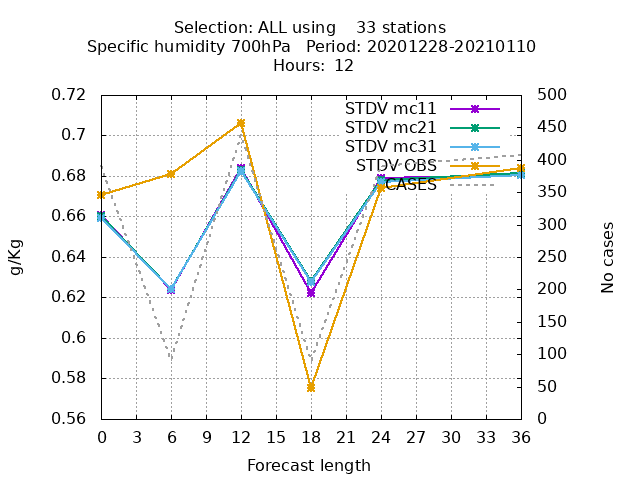 Selection: ALL using    33 stations
Specific humidity 700hPa   Period: 20201228-20210110
Hours:  12
0.72
0.7
0.68
0.66
0.64
0.62
0.6
0.58
0.56
g/Kg
STDV mc11
STDV mc21
STDV mc31
STDV OBS
CASES
500
450
400
350
300
250
200
150
100
50
0
No cases
0 3 6 9 12 15 18 21 24 27 30 33 36
Forecast length